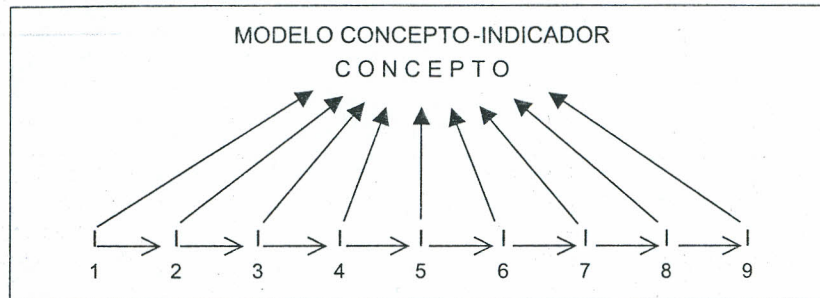 MODELO CONCEPTO-INDICADOR
CONCEPTO
I I I I I I I I I
1 2 3 4 5 6 7 8 9